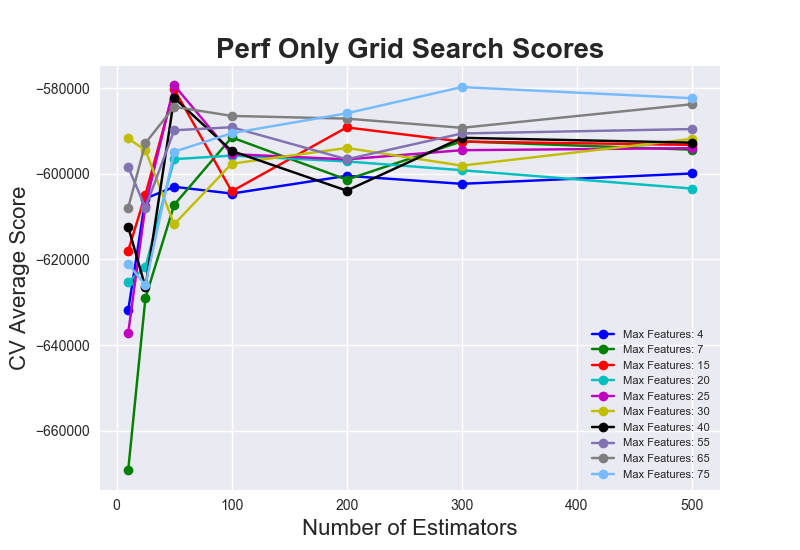 Perf Only Grid Search Scores
CV Average Score
−580000
−600000
−620000
−640000
−660000
0 100 200 300 400 500
Number of Estimators
Max Features: 4
Max Features: 7
Max Features: 15
Max Features: 20
Max Features: 25
Max Features: 30
Max Features: 40
Max Features: 55
Max Features: 65
Max Features: 75